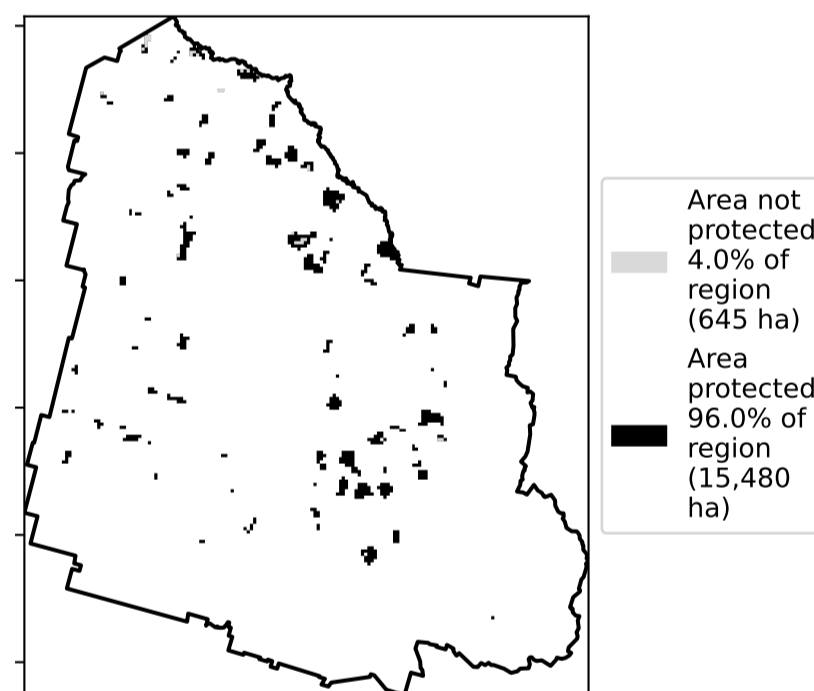 Area not
protected
4.0% of
region
(645 ha)
Area
protected
96.0% of
region
(15,480
ha)